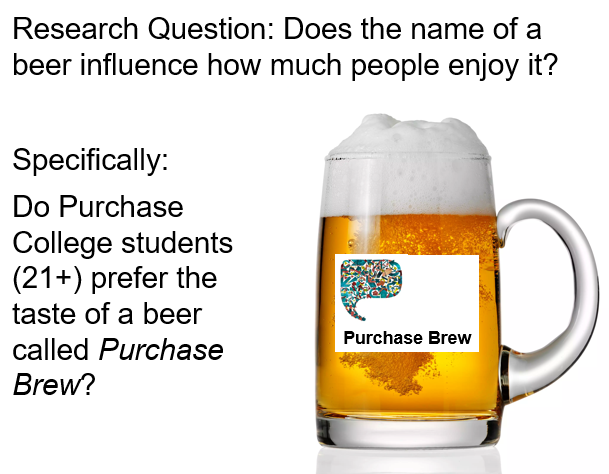 Research Question: Does the name of a
beer influence how much people enjoy it?
Specifically:
Do Purchase
College students
(21+) prefer the
taste of a beer
called Purchase
Brew?
Purchase Brew